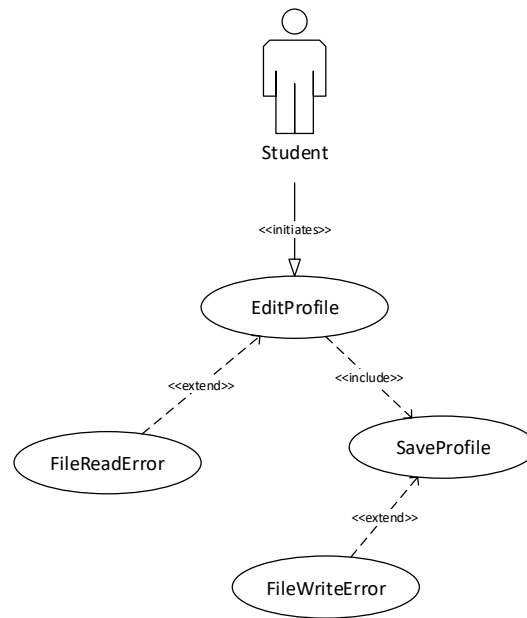 Student
<<initiates>>
EditProfile
<<extend>>
<<include>>
FileReadError
SaveProfile
<<extend>>
FileWriteError